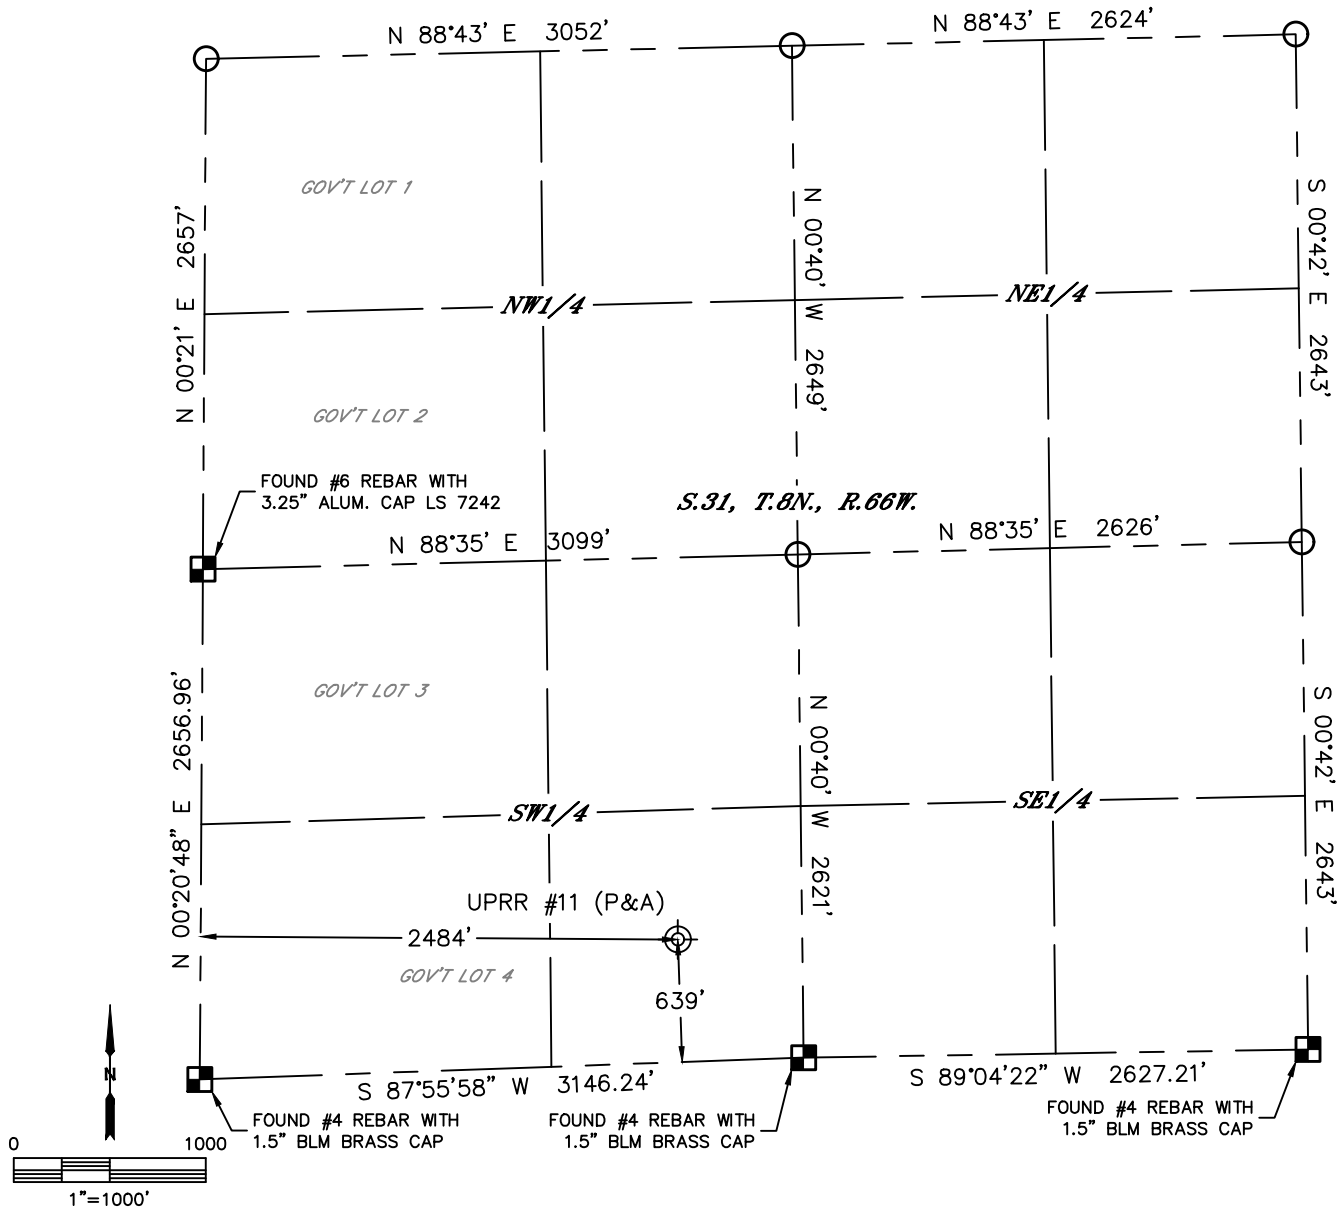 N 88°43' E 3052'
N 88°43' E 2624'
GOV'T LOT 1
N 00°21' E 2657'
N 00°40' W 2649'
S 00°42' E 2643'
NW1/4
NE1/4
GOV'T LOT 2
FOUND #6 REBAR WITH
3.25" ALUM. CAP LS 7242
S.31, T.8N., R.66W.
N 88°35' E 3099'
N 88°35' E 2626'
GOV'T LOT 3
N 00°20'48" E 2656.96'
N 00°40' W 2621'
S 00°42' E 2643'
SW1/4
SE1/4
UPRR #11 (P&A)
2484'
GOV'T LOT 4
639'
S 87°55'58" W 3146.24'
S 89°04'22" W 2627.21'
FOUND #4 REBAR WITH
1.5" BLM BRASS CAP
FOUND #4 REBAR WITH
1.5" BLM BRASS CAP
FOUND #4 REBAR WITH
1.5" BLM BRASS CAP
N
0 1000
1"=1000'